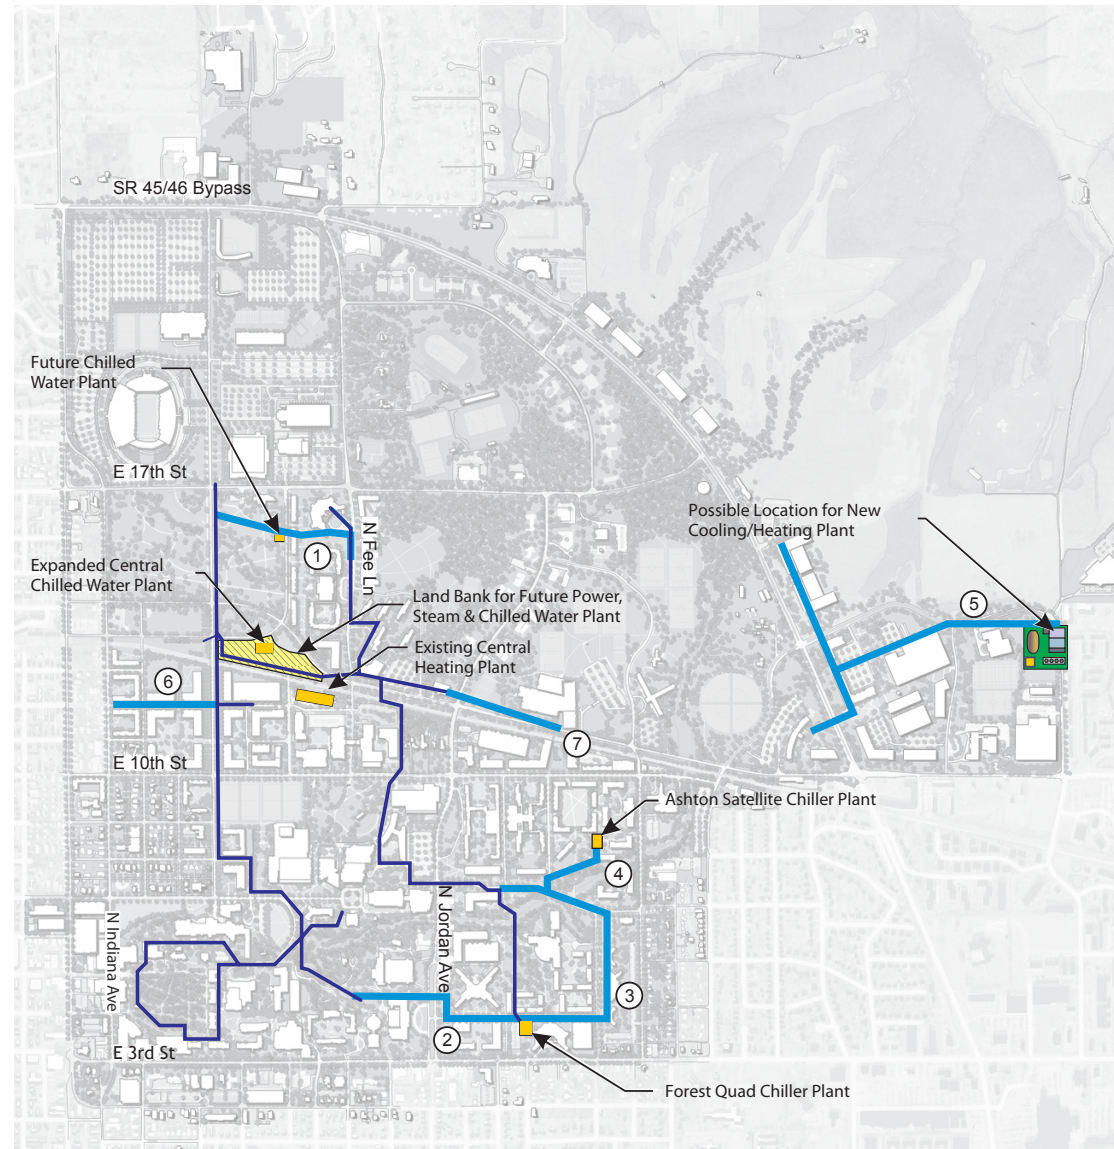 SR 45/46 Bypass
Future Chilled
Water Plant
E 17th St
Possible Location for New
Cooling/Heating Plant
N Fee Ln
1
Expanded Central
Chilled Water Plant
Land Bank for Future Power,
Steam & Chilled Water Plant
5
Existing Central
Heating Plant
6
7
E 10th St
Ashton Satellite Chiller Plant
4
N Indiana Ave
N Jordan Ave
3
2
E 3rd St
Forest Quad Chiller Plant